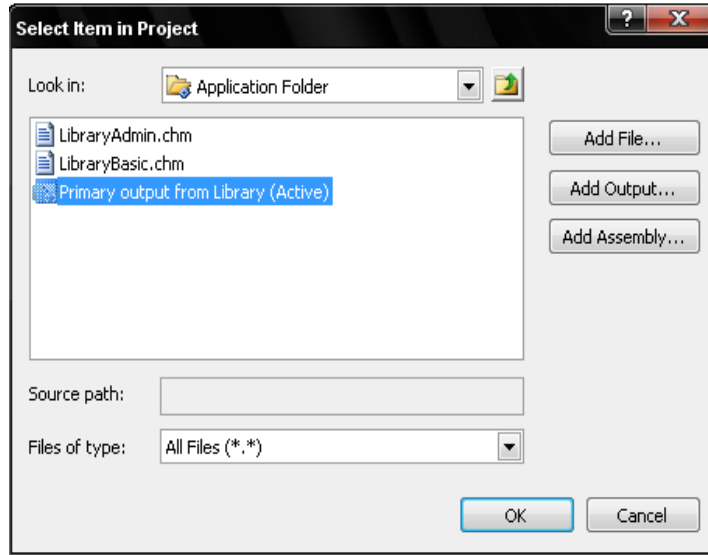 Select Item in Project
?
X
Look in:
Application Folder
LibraryAdmin.chm
LibraryBasic.chm
Primary output from Library (Active)
Add File...
Add Output...
Add Assembly...
Source path:
Files of type:
All Files (*.*)
OK
Cancel